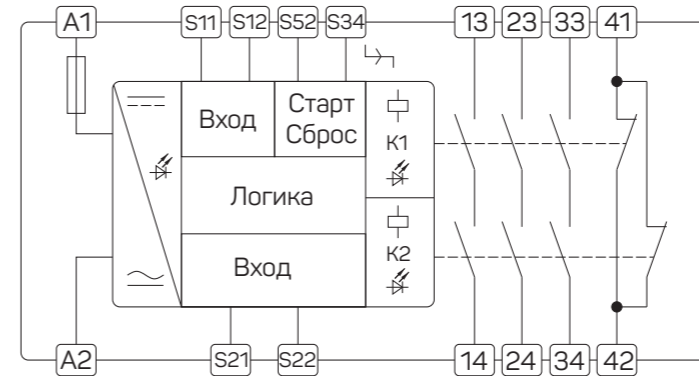 A1 S11 S12 S52 S34 13 23 33 41
Вход
Старт
Сброс
K1
Логика
Вход
K2
A2 S21 S22 14 24 34 42